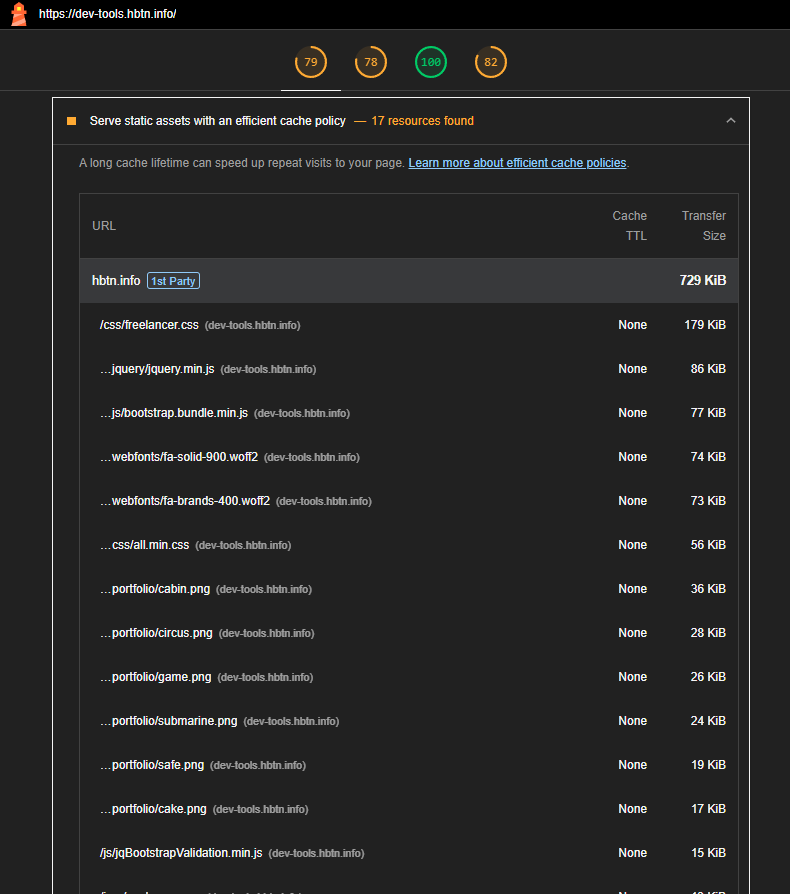 https://dev-tools.hbtn.info/
79 78 100 82
Serve static assets with an efficient cache policy — 17 resources found
A long cache lifetime can speed up repeat visits to your page. Learn more about efficient cache policies.
URL Cache TTL Transfer Size
hbtn.info 1st Party 729 KiB
/css/freelancer.css (dev-tools.hbtn.info) None 179 KiB
…jquery/jquery.min.js (dev-tools.hbtn.info) None 86 KiB
…js/bootstrap.bundle.min.js (dev-tools.hbtn.info) None 77 KiB
…webfonts/fa-solid-900.woff2 (dev-tools.hbtn.info) None 74 KiB
…webfonts/fa-brands-400.woff2 (dev-tools.hbtn.info) None 73 KiB
…css/all.min.css (dev-tools.hbtn.info) None 56 KiB
…portfolio/cabin.png (dev-tools.hbtn.info) None 36 KiB
…portfolio/circus.png (dev-tools.hbtn.info) None 28 KiB
…portfolio/game.png (dev-tools.hbtn.info) None 26 KiB
…portfolio/submarine.png (dev-tools.hbtn.info) None 24 KiB
…portfolio/safe.png (dev-tools.hbtn.info) None 19 KiB
…portfolio/cake.png (dev-tools.hbtn.info) None 17 KiB
/js/jqBootstrapValidation.min.js (dev-tools.hbtn.info) None 15 KiB